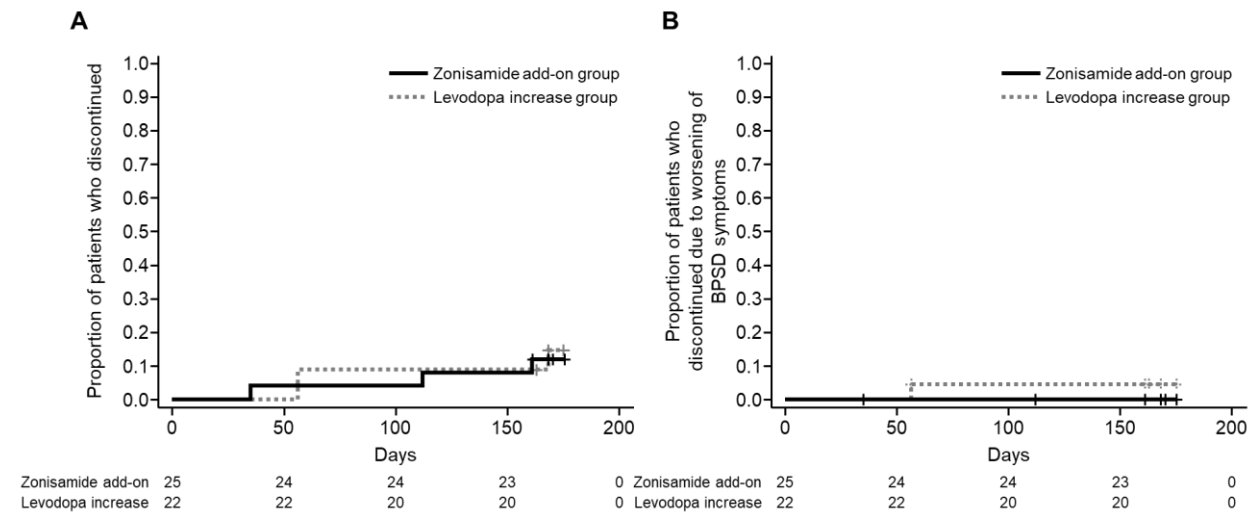 A
Proportion of patients who discontinued
1.0
0.9
0.8
0.7
0.6
0.5
0.4
0.3
0.2
0.1
0.0
Zonisamide add-on group
Levodopa increase group
0 50 100 150 200
Days
Zonisamide add-on 25 24 24 23 0
Levodopa increase 22 22 20 20 0
B
Proportion of patients who
discontinued due to worsening of
BPSD symptoms
1.0
0.9
0.8
0.7
0.6
0.5
0.4
0.3
0.2
0.1
0.0
Zonisamide add-on group
Levodopa increase group
0 50 100 150 200
Days
Zonisamide add-on 25 24 24 23 0
Levodopa increase 22 22 20 20 0